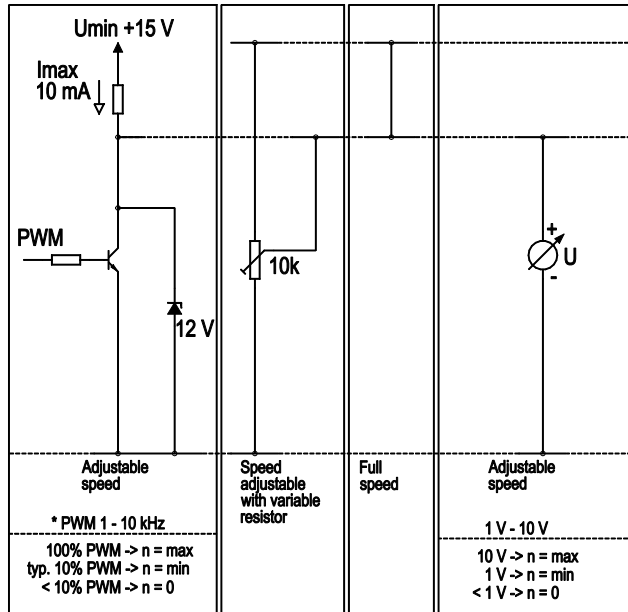 Umin +15 V
Imax
10 mA
PWM
12 V
10k
+
U
-
Adjustable
speed
* PWM 1 - 10 kHz
100% PWM -> n = max
typ. 10% PWM -> n = min
< 10% PWM -> n = 0
Speed
adjustable
with variable
resistor
Full
speed
Adjustable
speed
1 V - 10 V
10 V -> n = max
1 V -> n = min
< 1 V -> n = 0